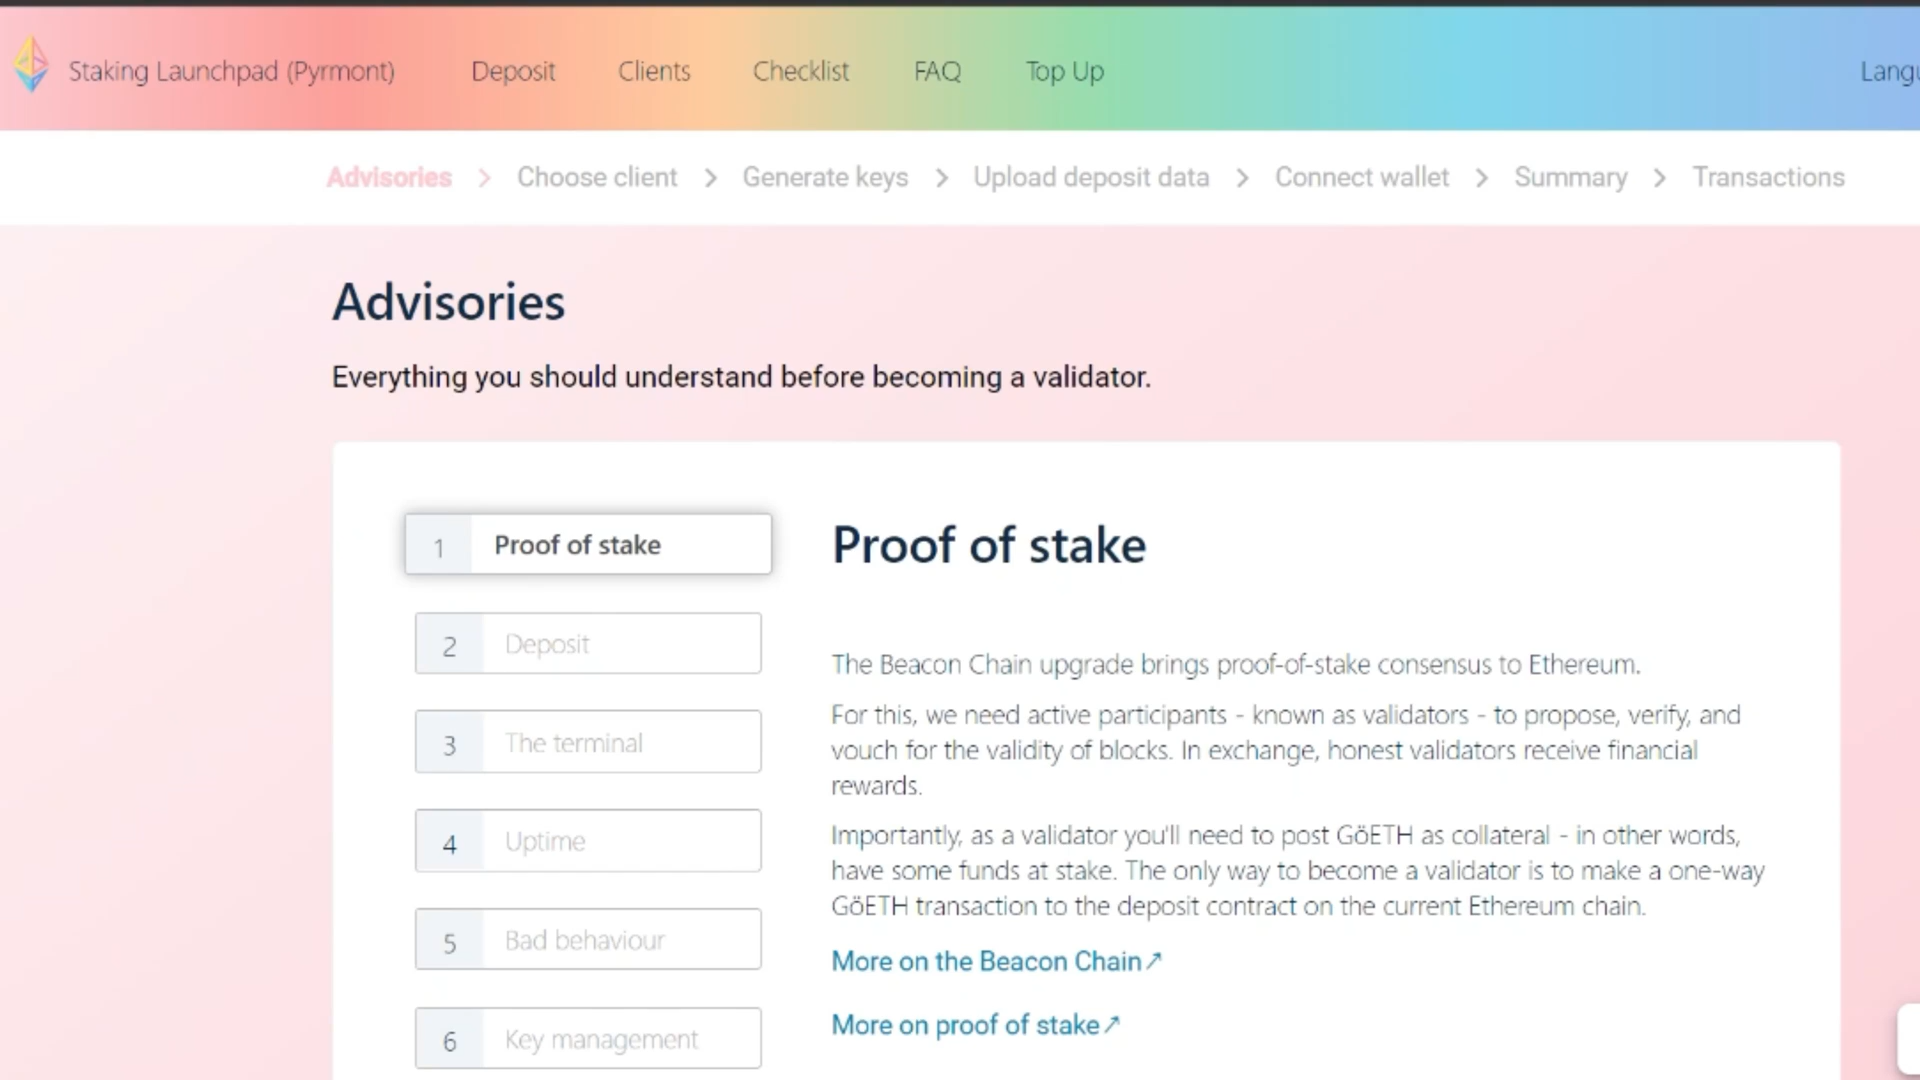 Staking Launchpad (Pyrmont) Deposit Clients Checklist FAQ Top Up
Advisories > Choose client > Generate keys > Upload deposit data > Connect wallet > Summary > Transactions
Advisories
Everything you should understand before becoming a validator.
1 Proof of stake
2 Deposit
3 The terminal
4 Uptime
5 Bad behaviour
6 Key management
Proof of stake
The Beacon Chain upgrade brings proof-of-stake consensus to Ethereum.
For this, we need active participants - known as validators - to propose, verify, and
vouch for the validity of blocks. In exchange, honest validators receive financial
rewards.
Importantly, as a validator you'll need to post GöETH as collateral - in other words,
have some funds at stake. The only way to become a validator is to make a one-way
GöETH transaction to the deposit contract on the current Ethereum chain.
More on the Beacon Chain↗
More on proof of stake↗